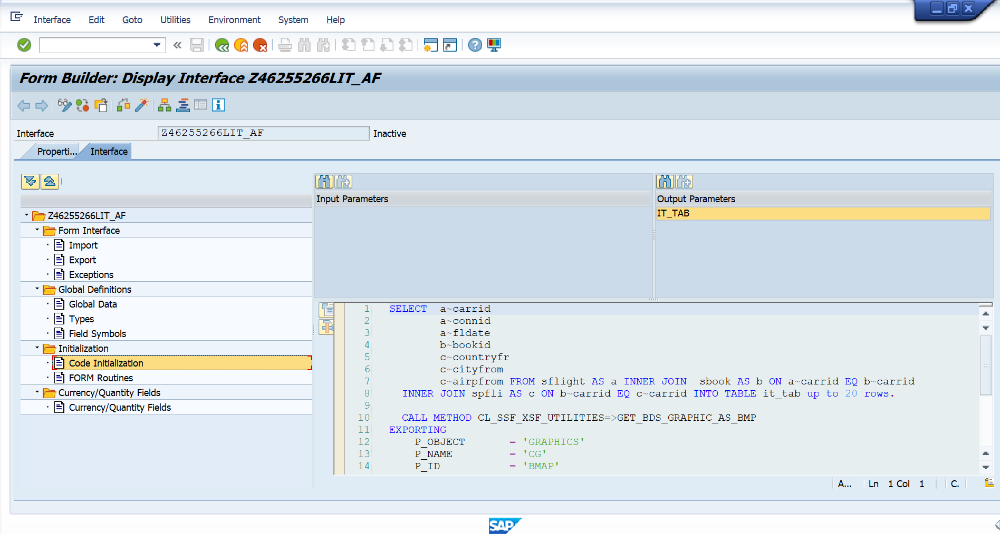 Interface Edit Goto Utilities Environment System Help
Form Builder: Display Interface Z46255266LIT_AF
Interface Z46255266LIT_AF Inactive
Properti... Interface
Input Parameters
Output Parameters
IT_TAB
Z46255266LIT_AF
Form Interface
Import
Export
Exceptions
Global Definitions
Global Data
Types
Field Symbols
Initialization
Code Initialization
FORM Routines
Currency/Quantity Fields
Currency/Quantity Fields
1 SELECT a~carrid
2 a~connid
3 a~fldate
4 b~bookid
5 c~countryfr
6 c~cityfrom
7 c~airpfrom FROM sflight AS a INNER JOIN sbook AS b ON a~carrid EQ b~carrid
8 INNER JOIN spfli AS c ON b~carrid EQ c~carrid INTO TABLE it_tab up to 20 rows.
9
10 CALL METHOD CL_SSF_XSF_UTILITIES=>GET_BDS_GRAPHIC_AS_BMP
11 EXPORTING
12 P_OBJECT = 'GRAPHICS'
13 P_NAME = 'CG'
14 P_ID = 'BMAP'
A... Ln 1 Col 1 C.
SAP